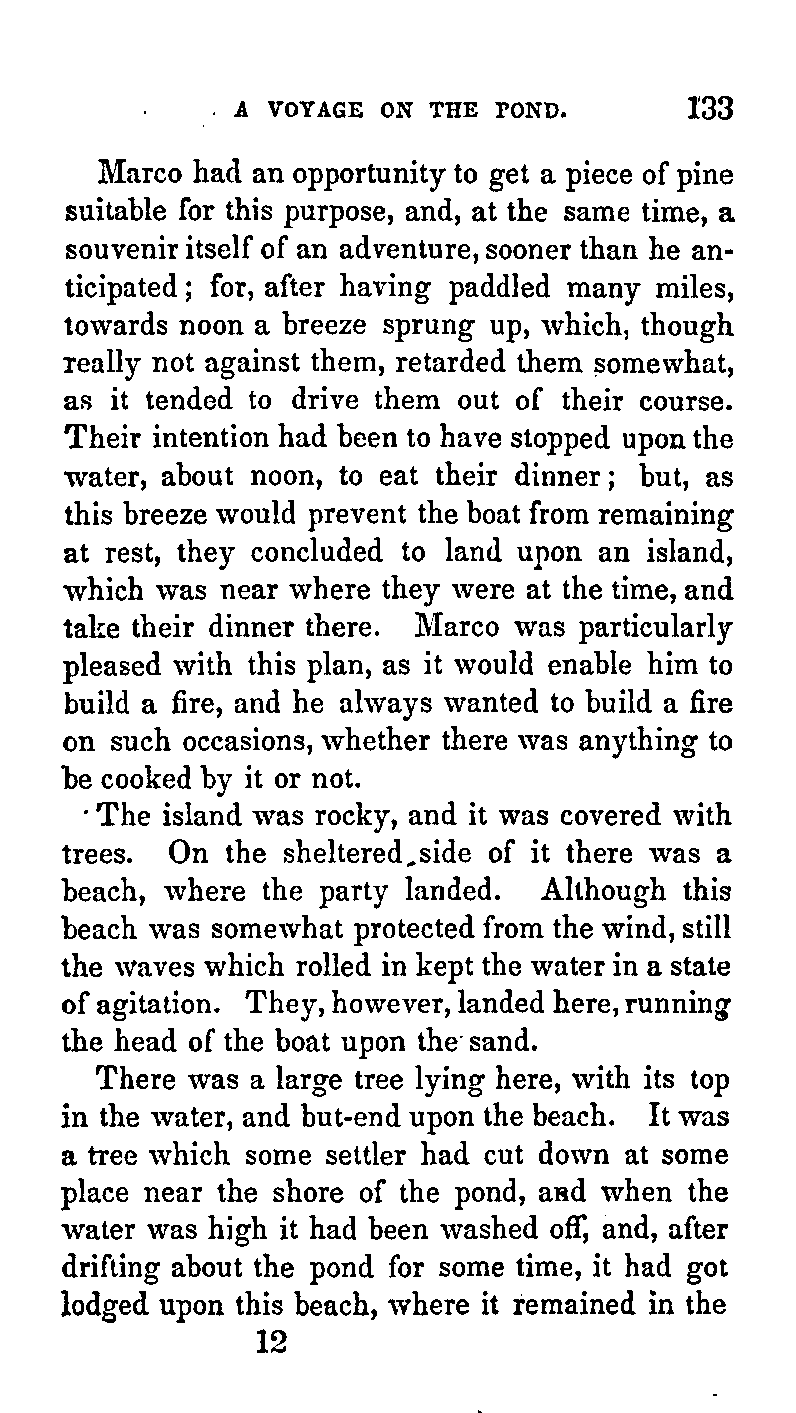 A VOYAGE ON THE POND. 133
Marco had an opportunity to get a piece of pine
suitable for this purpose, and, at the same time, a
souvenir itself of an adventure, sooner than he an-
ticipated; for, after having paddled many miles,
towards noon a breeze sprung up, which, though
really not against them, retarded them somewhat,
as it tended to drive them out of their course.
Their intention had been to have stopped upon the
water, about noon, to eat their dinner; but, as
this breeze would prevent the boat from remaining
at rest, they concluded to land upon an island,
which was near where they were at the time, and
take their dinner there. Marco was particularly
pleased with this plan, as it would enable him to
build a fire, and he always wanted to build a fire
on such occasions, whether there was anything to
be cooked by it or not.
The island was rocky, and it was covered with
trees. On the sheltered side of it there was a
beach, where the party landed. Although this
beach was somewhat protected from the wind, still
the waves which rolled in kept the water in a state
of agitation. They, however, landed here, running
the head of the boat upon the sand.
There was a large tree lying here, with its top
in the water, and but-end upon the beach. It was
a tree which some settler had cut down at some
place near the shore of the pond, and when the
water was high it had been washed off, and, after
drifting about the pond for some time, it had got
lodged upon this beach, where it remained in the
12